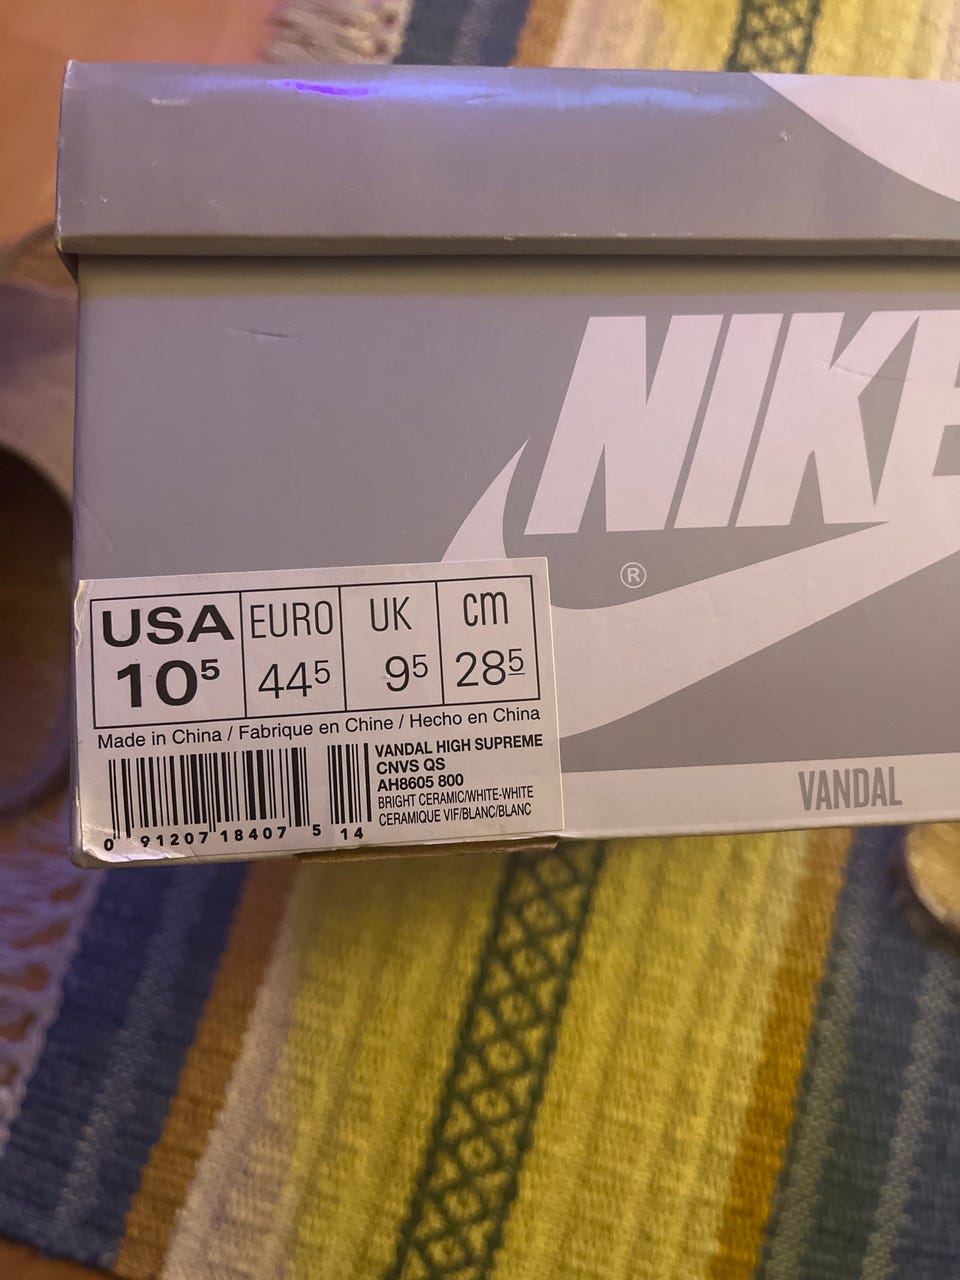 NIKE
®
USA EURO UK cm
10⁵ 44⁵ 9⁵ 28⁵
Made in China / Fabrique en Chine / Hecho en China
VANDAL HIGH SUPREME
CNVS QS
AH8605 800
BRIGHT CERAMIC/WHITE-WHITE
CERAMIQUE VIF/BLANC/BLANC
0 91207 18407 5 14
VANDAL